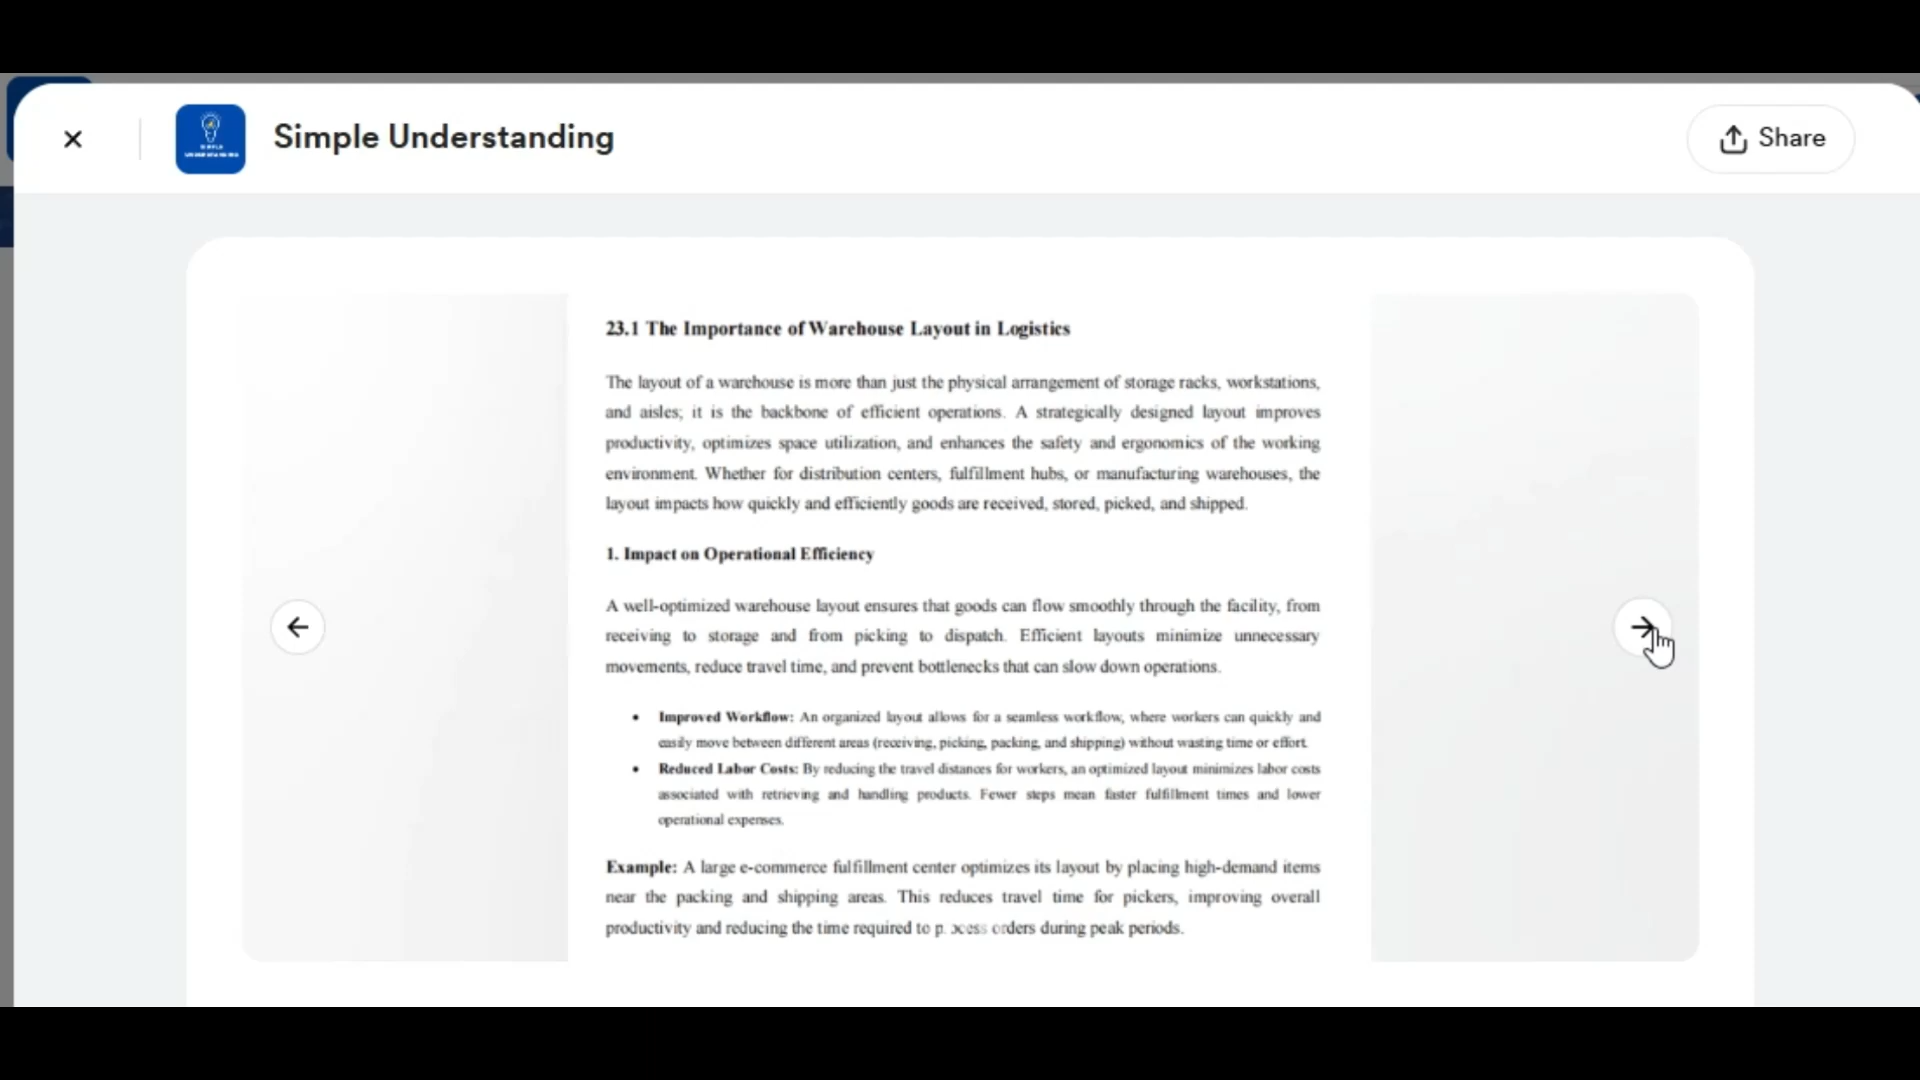 Simple Understanding
Share
23.1 The Importance of Warehouse Layout in Logistics
The layout of a warehouse is more than just the physical arrangement of storage racks, workstations,
and aisles; it is the backbone of efficient operations. A strategically designed layout improves
productivity, optimizes space utilization, and enhances the safety and ergonomics of the working
environment. Whether for distribution centers, fulfillment hubs, or manufacturing warehouses, the
layout impacts how quickly and efficiently goods are received, stored, picked, and shipped.
1. Impact on Operational Efficiency
A well-optimized warehouse layout ensures that goods can flow smoothly through the facility, from
receiving to storage and from picking to dispatch. Efficient layouts minimize unnecessary
movements, reduce travel time, and prevent bottlenecks that can slow down operations.
• Improved Workflow: An organized layout allows for a seamless workflow, where workers can quickly and
easily move between different areas (receiving, picking, packing, and shipping) without wasting time or effort.
• Reduced Labor Costs: By reducing the travel distances for workers, an optimized layout minimizes labor costs
associated with retrieving and handling products. Fewer steps mean faster fulfillment times and lower
operational expenses.
Example: A large e-commerce fulfillment center optimizes its layout by placing high-demand items
near the packing and shipping areas. This reduces travel time for pickers, improving overall
productivity and reducing the time required to orders during peak periods.